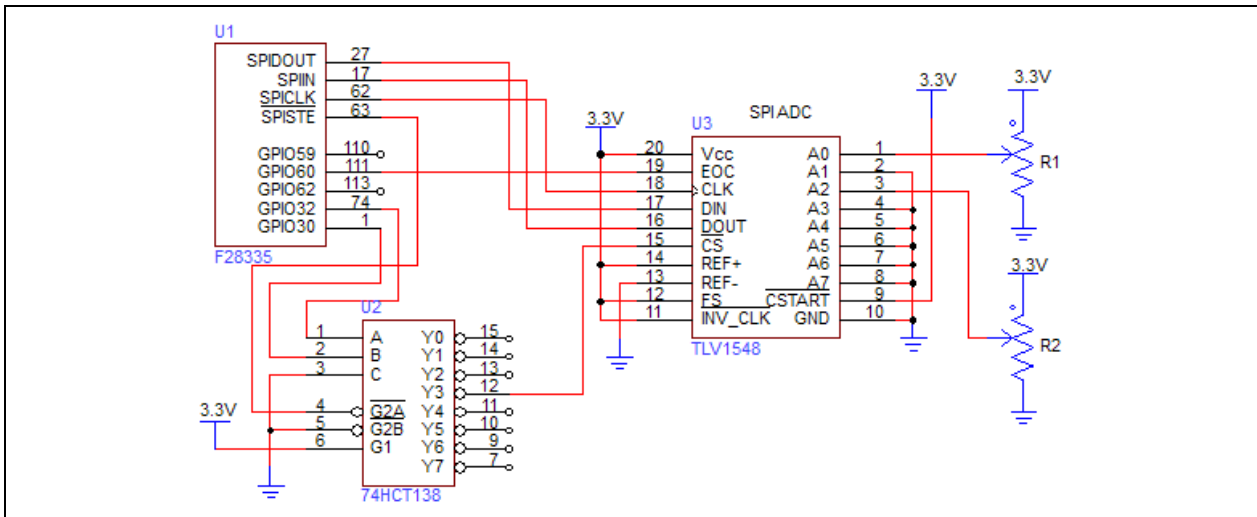 U1
SPIDOUT 27
SPIIN 17
SPICLK 62
SPISTE 63
GPIO59 110
GPIO60 111
GPIO62 113
GPIO32 74
GPIO30 1
F28335
U2
1 A Y0 15
2 B Y1 14
3 C Y2 13
Y3 12
4 G2A Y4 11
5 G2B Y5 10
6 G1 Y6 9
Y7 7
3.3V
74HCT138
3.3V
U3
SPI ADC
20 Vcc A0 1
19 EOC A1 2
18 CLK A2 3
17 DIN A3 4
16 DOUT A4 5
15 CS A5 6
14 REF+ A6 7
13 REF- A7 8
12 FS CSTART 9
11 INV_CLK GND 10
TLV1548
3.3V
3.3V
R1
3.3V
R2